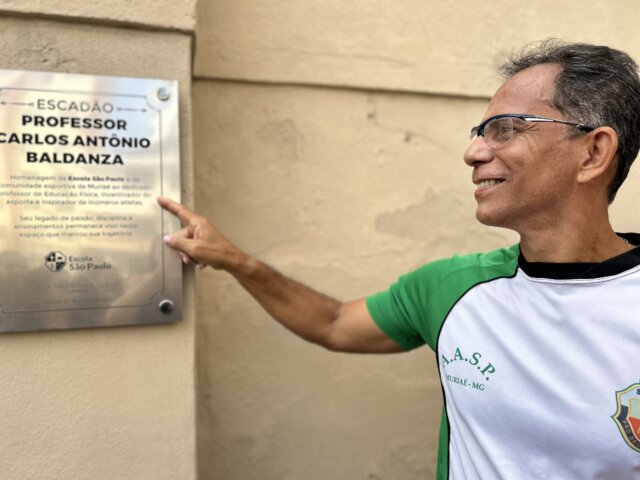 ESCADÃO
PROFESSOR
CARLOS ANTÔNIO
BALDANZA
Homenagem da Escola São Paulo e da
comunidade esportiva de Muriaé ao dedicado
professor de Educação Física, incentivador do
esporte e inspirador de inúmeros atletas.
Seu legado de paixão, disciplina e
ensinamentos permanece vivo neste
espaço que marcou sua trajetória.
Escola
São Paulo
A.A.S.P.
MURIAÉ - MG